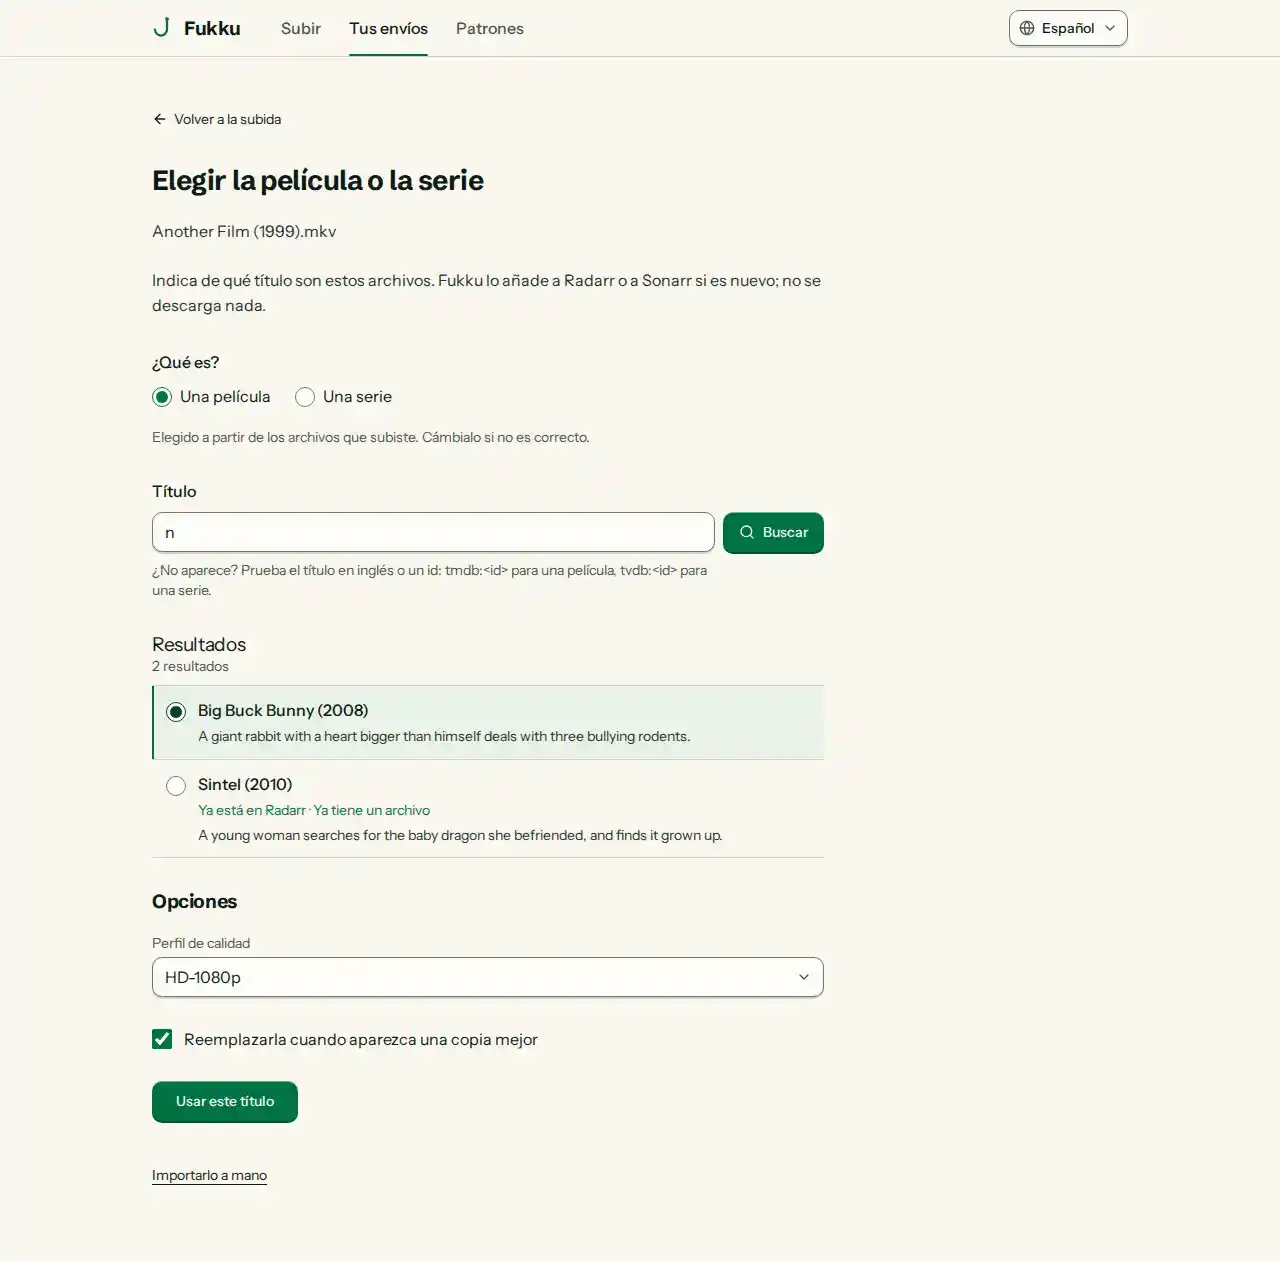 Fukku
Subir
Tus envíos
Patrones
Español
Volver a la subida
Elegir la película o la serie
Another Film (1999).mkv
Indica de qué título son estos archivos. Fukku lo añade a Radarr o a Sonarr si es nuevo; no se
descarga nada.
¿Qué es?
Una película
Una serie
Elegido a partir de los archivos que subiste. Cámbialo si no es correcto.
Título
n
Buscar
¿No aparece? Prueba el título en inglés o un id: tmdb:<id> para una película, tvdb:<id> para
una serie.
Resultados
2 resultados
Big Buck Bunny (2008)
A giant rabbit with a heart bigger than himself deals with three bullying rodents.
Sintel (2010)
Ya está en Radarr · Ya tiene un archivo
A young woman searches for the baby dragon she befriended, and finds it grown up.
Opciones
Perfil de calidad
HD-1080p
Reemplazarla cuando aparezca una copia mejor
Usar este título
Importarlo a mano